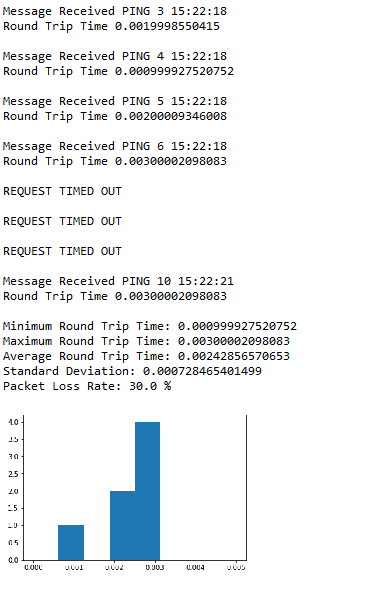 Message Received PING 3 15:22:18
Round Trip Time 0.0019998550415
Message Received PING 4 15:22:18
Round Trip Time 0.000999927520752
Message Received PING 5 15:22:18
Round Trip Time 0.00200009346008
Message Received PING 6 15:22:18
Round Trip Time 0.00300002098083
REQUEST TIMED OUT
REQUEST TIMED OUT
REQUEST TIMED OUT
Message Received PING 10 15:22:21
Round Trip Time 0.00300002098083
Minimum Round Trip Time: 0.000999927520752
Maximum Round Trip Time: 0.00300002098083
Average Round Trip Time: 0.00242856570653
Standard Deviation: 0.000728465401499
Packet Loss Rate: 30.0 %
4.0
3.5
3.0
2.5
2.0
1.5
1.0
0.5
0.0
0.000 0.001 0.002 0.003 0.004 0.005